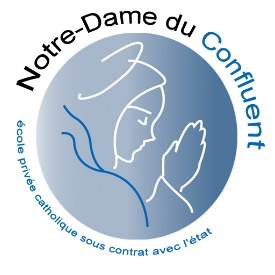 Notre-Dame du Confluent
école privée catholique sous contrat avec l'état